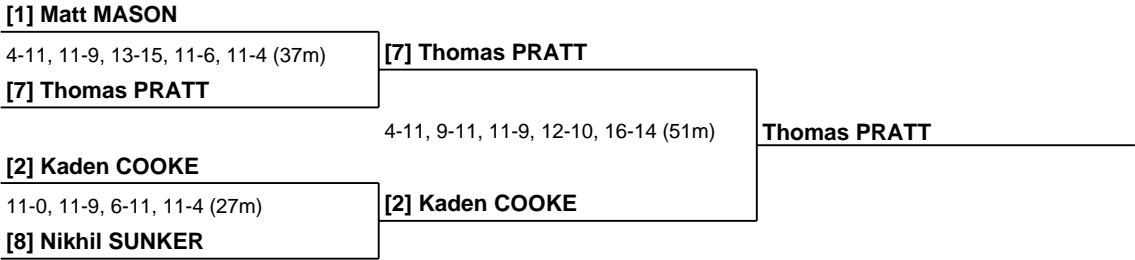 [1] Matt MASON
4-11, 11-9, 13-15, 11-6, 11-4 (37m)
[7] Thomas PRATT
[7] Thomas PRATT
4-11, 9-11, 11-9, 12-10, 16-14 (51m)
Thomas PRATT
[2] Kaden COOKE
11-0, 11-9, 6-11, 11-4 (27m)
[2] Kaden COOKE
[8] Nikhil SUNKER